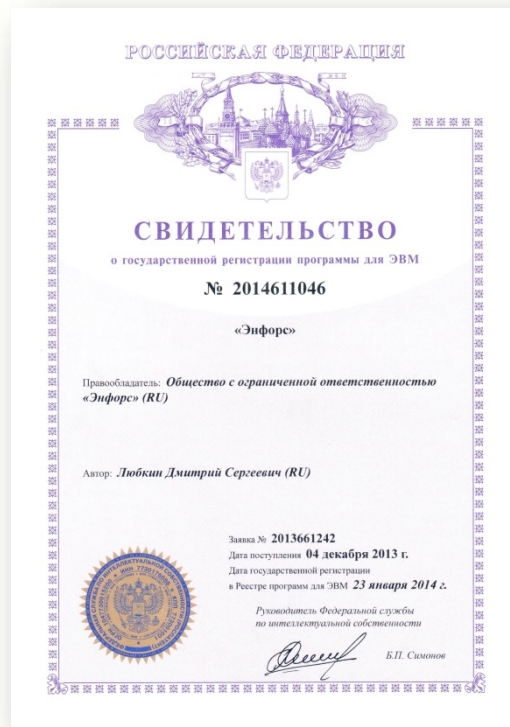 РОССИЙСКАЯ ФЕДЕРАЦИЯ
СВИДЕТЕЛЬСТВО
о государственной регистрации программы для ЭВМ
№ 2014611046
«Энфорс»
Правообладатель: Общество с ограниченной ответственностью
«Энфорс» (RU)
Автор: Любкин Дмитрий Сергеевич (RU)
Заявка № 2013661242
Дата поступления 04 декабря 2013 г.
Дата государственной регистрации
в Реестре программ для ЭВМ 23 января 2014 г.
Руководитель Федеральной службы
по интеллектуальной собственности
Б.П. Симонов